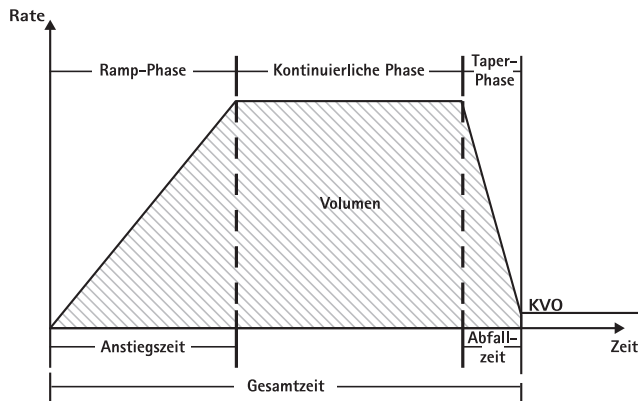 Rate
Ramp-Phase
Kontinuierliche Phase
Taper-
Phase
Volumen
KVO
Anstiegszeit
Abfall-
zeit
Zeit
Gesamtzeit